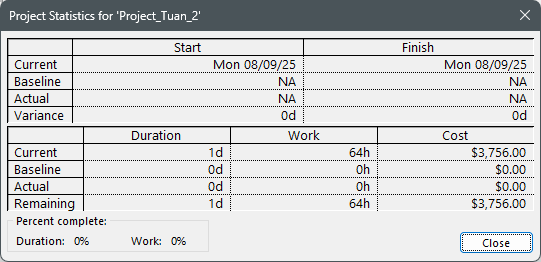 Project Statistics for 'Project_Tuan_2'
Start Finish
Current Mon 08/09/25 Mon 08/09/25
Baseline NA NA
Actual NA NA
Variance 0d 0d
Duration Work Cost
Current 1d 64h $3,756.00
Baseline 0d 0h $0.00
Actual 0d 0h $0.00
Remaining 1d 64h $3,756.00
Percent complete:
Duration: 0% Work: 0%
Close